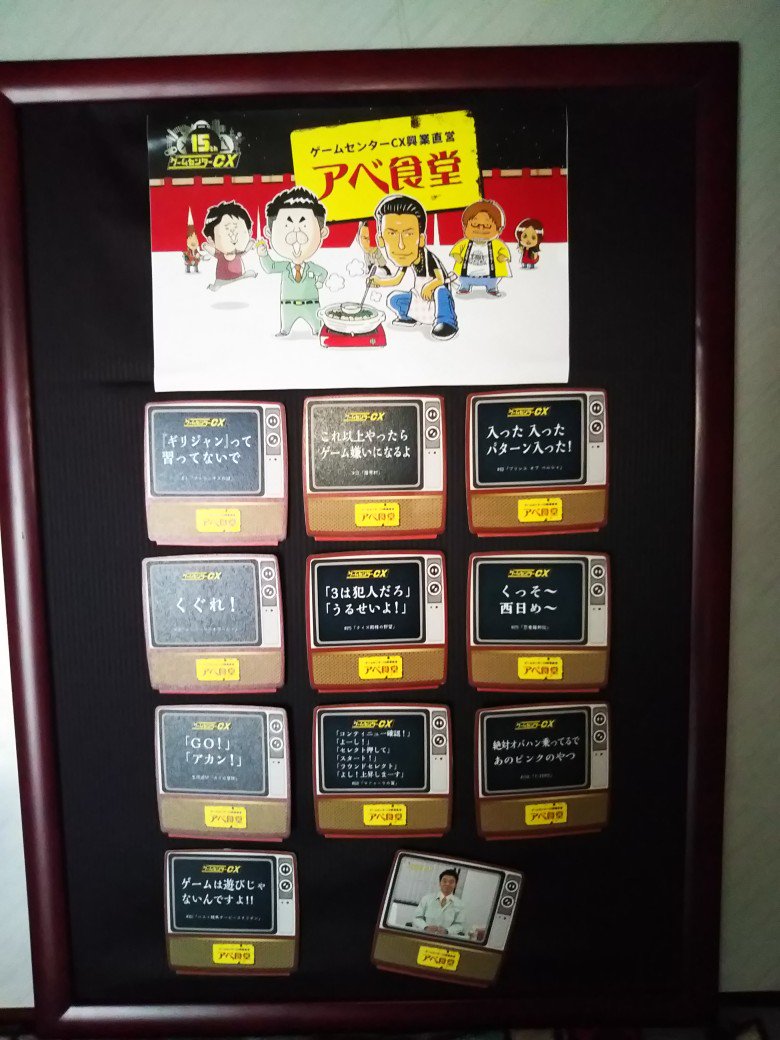 15th
ゲームセンターCX
ゲームセンターCX興業直営
アベ食堂
ゲームセンターCX
『ギリジャン』って
習ってないで
アベ食堂
ゲームセンターCX
これ以上やったら
ゲーム嫌いになるよ
アベ食堂
ゲームセンターCX
入った 入った
パターン入った!
「プリンス オブ ペルシャ」
アベ食堂
ゲームセンターCX
くぐれ!
アベ食堂
ゲームセンターCX
「3は犯人だろ」
「うるせいよ!」
アベ食堂
ゲームセンターCX
くっそ〜
西日め〜
アベ食堂
ゲームセンターCX
「GO!」
「アカン!」
アベ食堂
ゲームセンターCX
「コンティニュー確認!」
「よーし!」
「セレクト押して」
「スタート!」
「ラウンドセレクト」
「よし!上昇しまーす」
アベ食堂
ゲームセンターCX
絶対オバハン乗ってるで
あのピンクのやつ
アベ食堂
ゲームセンターCX
ゲームは遊びじゃ
ないんですよ!!
アベ食堂
アベ食堂